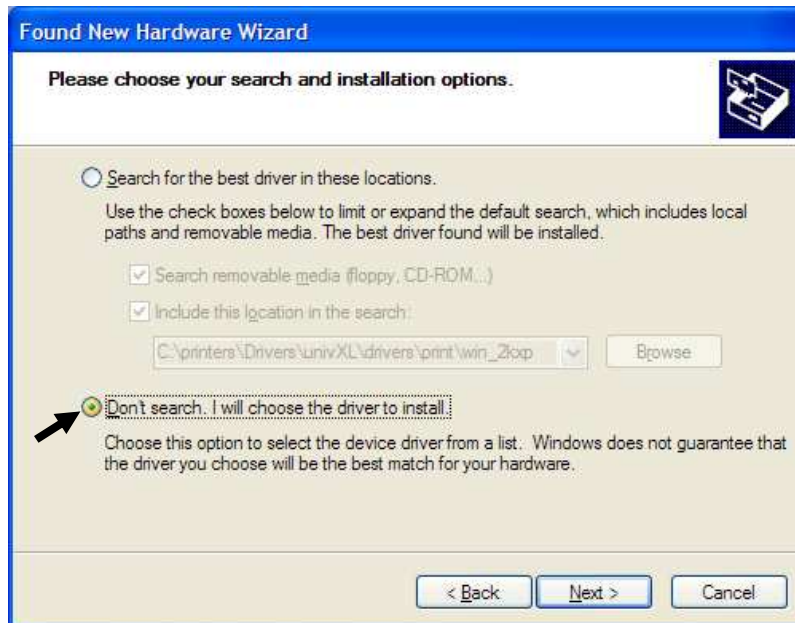 Found New Hardware Wizard
Please choose your search and installation options.
Search for the best driver in these locations.
Use the check boxes below to limit or expand the default search, which includes local
paths and removable media. The best driver found will be installed.
Search removable media (floppy, CD-ROM...)
Include this location in the search:
C:\printers\Drivers\univXL\drivers\print\win_2kxp
Browse
Don't search. I will choose the driver to install.
Choose this option to select the device driver from a list. Windows does not guarantee that
the driver you choose will be the best match for your hardware.
< Back
Next >
Cancel